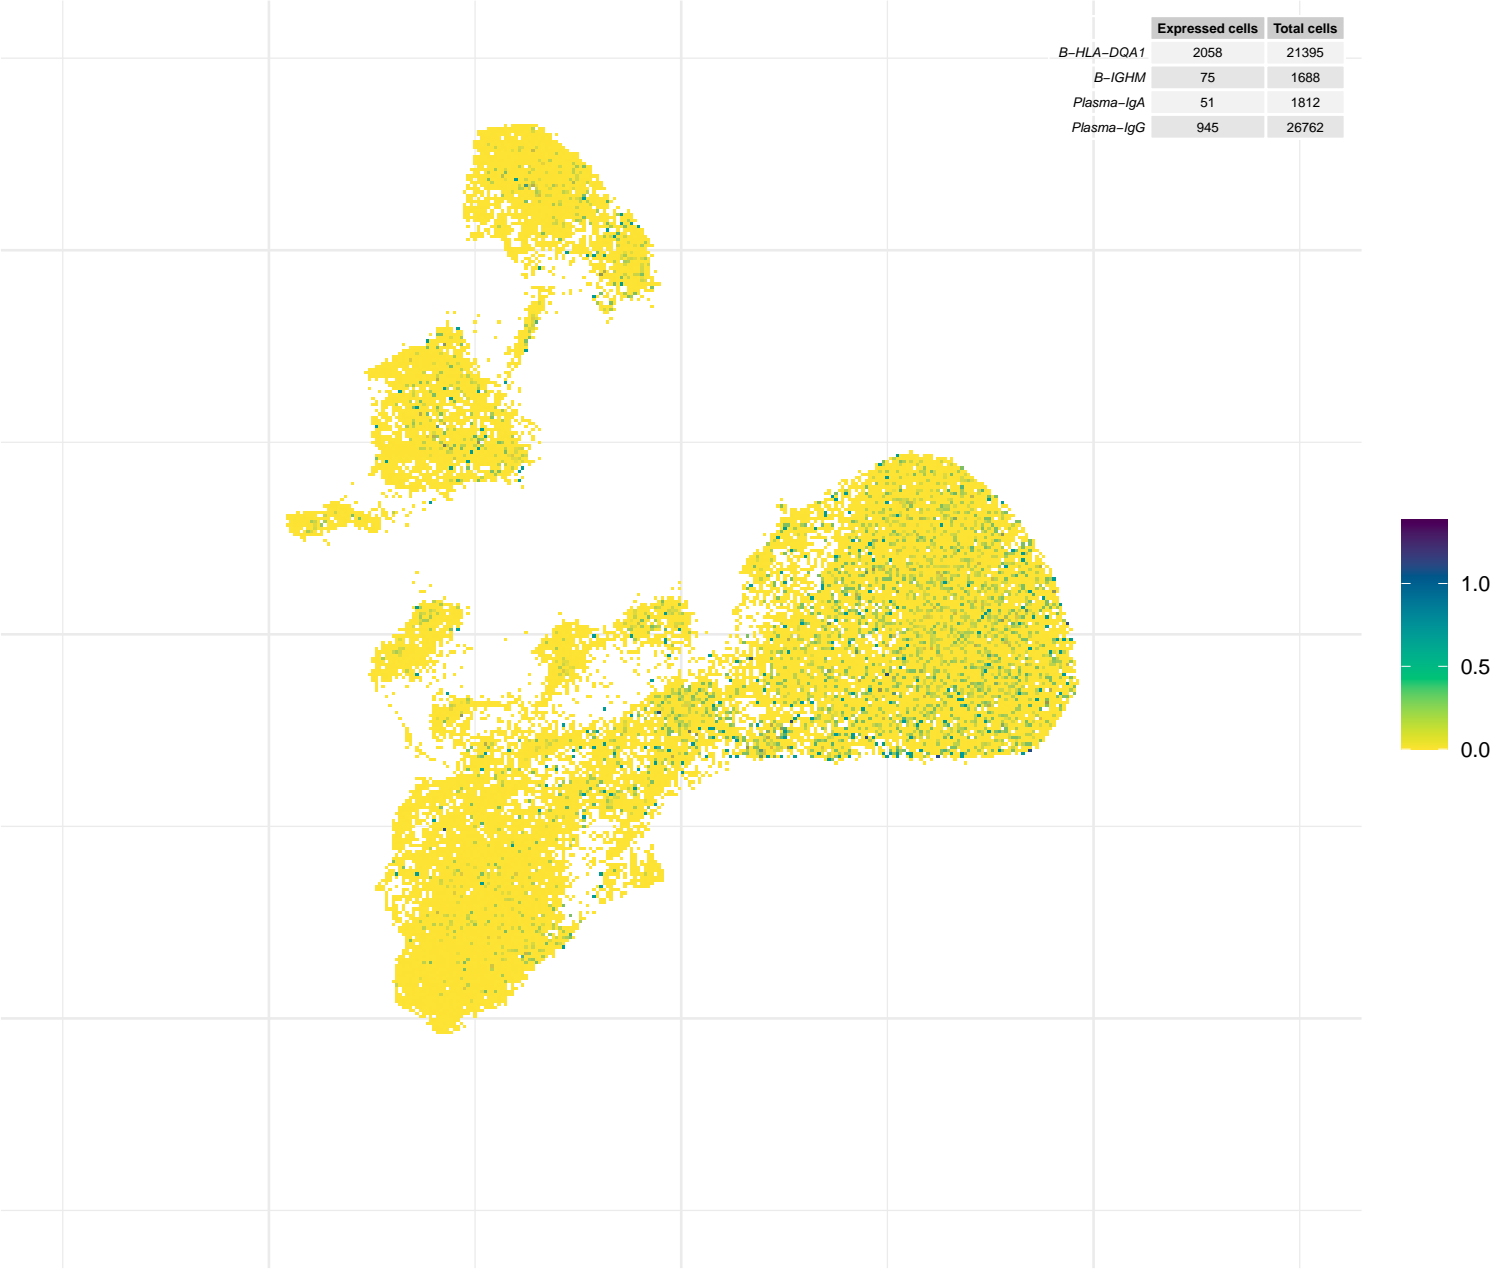 Expressed cells Total cells
B−HLA−DQA1 2058 21395
B−IGHM 75 1688
Plasma−IgA 51 1812
Plasma−IgG 945 26762
1.0
0.5
0.0